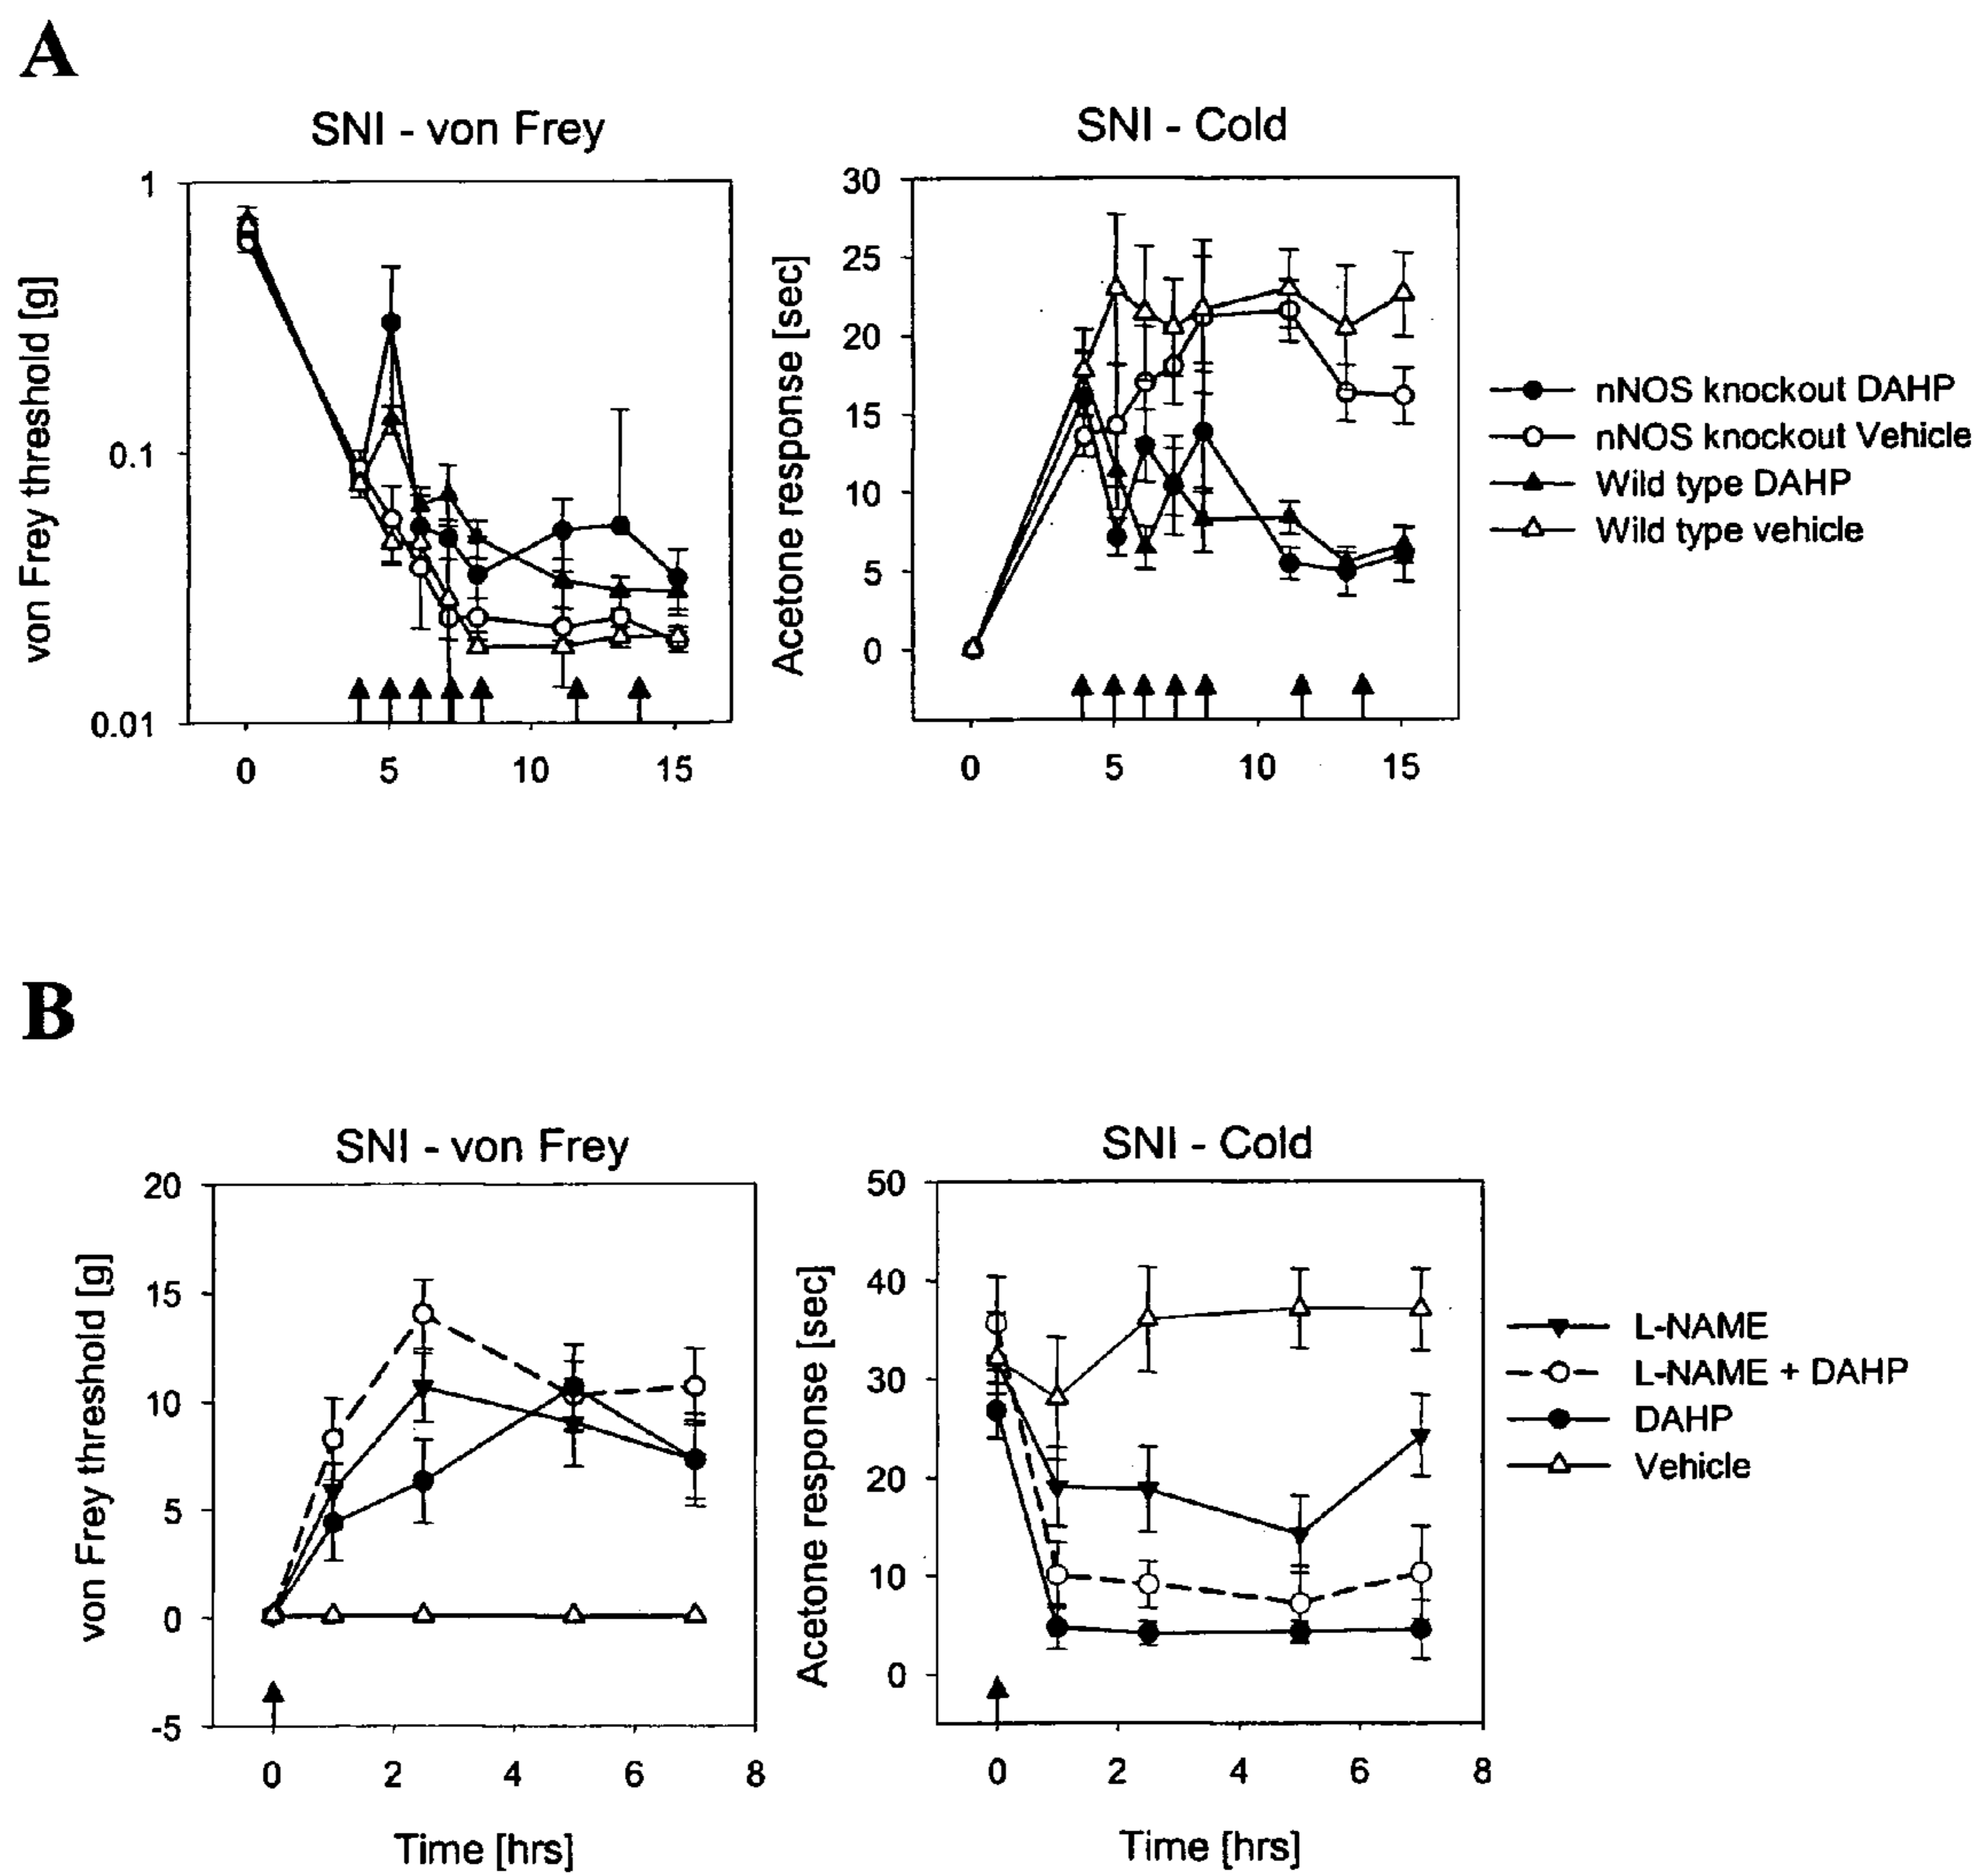 A
SNI - von Frey
von Frey threshold [g]
1
0.1
0.01
0 5 10 15
SNI - Cold
Acetone response [sec]
30
25
20
15
10
5
0
0 5 10 15
nNOS knockout DAHP
nNOS knockout Vehicle
Wild type DAHP
Wild type vehicle
B
SNI - von Frey
von Frey threshold [g]
20
15
10
5
0
-5
0 2 4 6 8
Time [hrs]
SNI - Cold
Acetone response [sec]
50
40
30
20
10
0
0 2 4 6 8
Time [hrs]
L-NAME
L-NAME + DAHP
DAHP
Vehicle